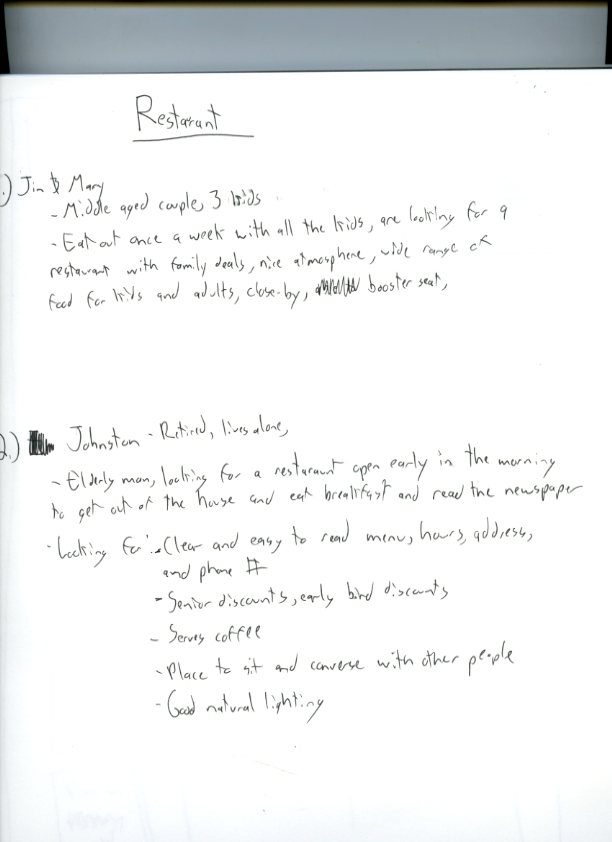 Restarant
1.) Jim & Mary
- Middle aged couple, 3 kids
- Eat out once a week with all the kids, are looking for a
restaurant with family deals, nice atmosphere, wide range of
food for kids and adults, close-by, booster seat,
2.) Johnston - Retired, lives alone,
- Elderly man, looking for a restaraunt open early in the morning
to get out of the house and eat breakfast and read the newspaper
- Looking for: - Clear and easy to read menu, hours, address,
and phone #
- Senior discounts, early bird discounts
- Serves coffee
- Place to sit and converse with other people
- Good natural lighting